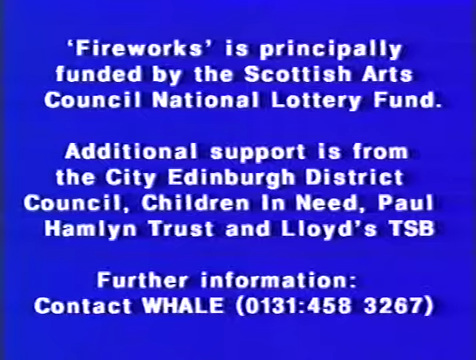 ‘Fireworks’ is principally
funded by the Scottish Arts
Council National Lottery Fund.
Additional support is from
the City Edinburgh District
Council, Children In Need, Paul
Hamlyn Trust and Lloyd's TSB
Further information:
Contact WHALE (0131:458 3267)